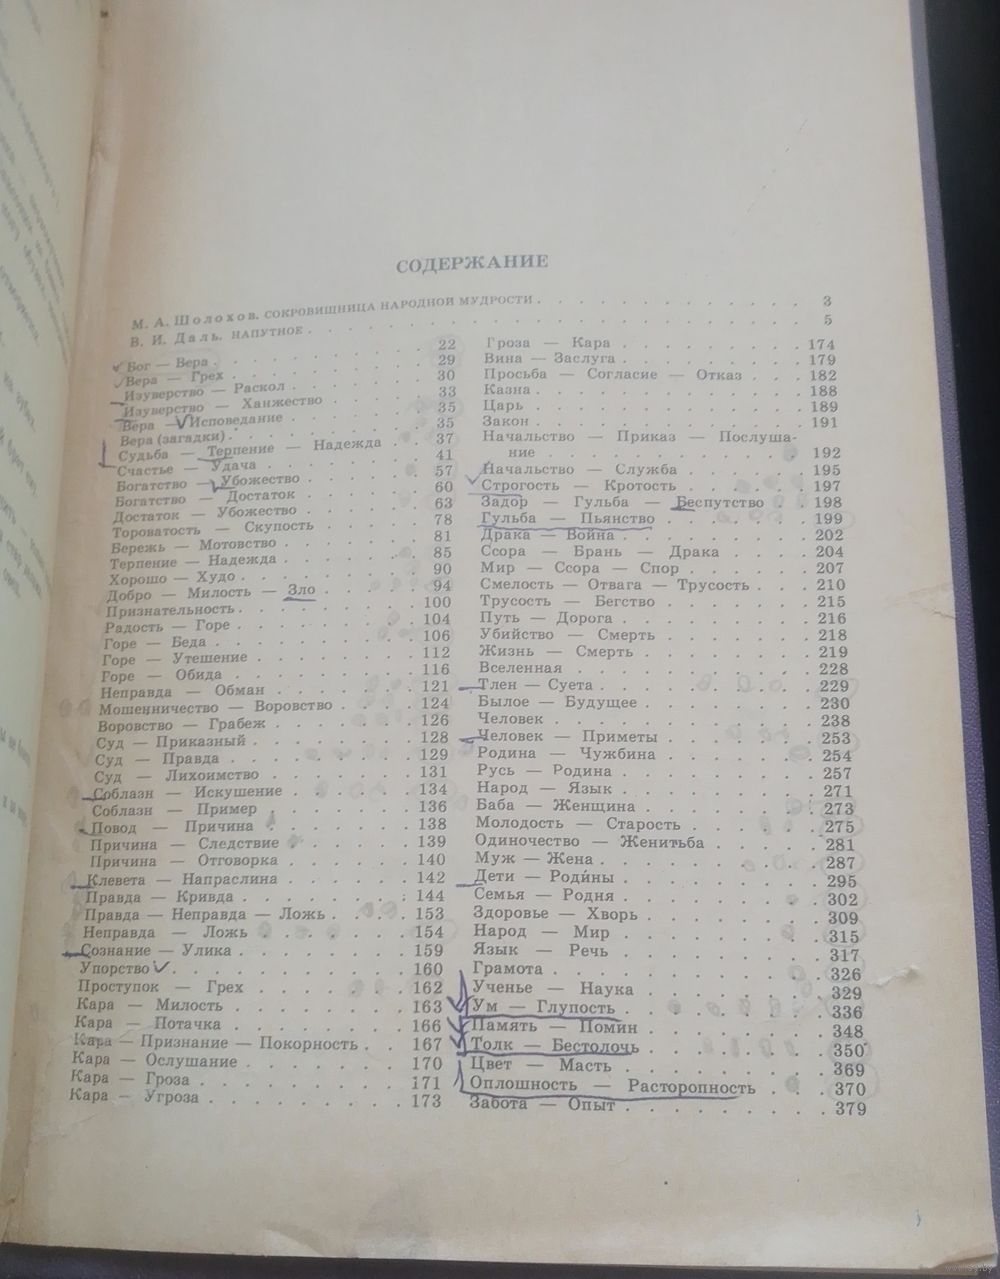 СОДЕРЖАНИЕ
М. А. Шолохов. СОКРОВИЩНИЦА НАРОДНОЙ МУДРОСТИ . . . . . . . . . . . 3
В. И. Даль. НАПУТНОЕ . . . . . . . . . . . . . . . . . . . 5
Бог — Вера . . . . . . . . . 22
Вера — Грех . . . . . . . . 29
Изуверство — Раскол . . . . . . 30
Изуверство — Ханжество . . . . . 33
Вера — Исповедание . . . . . . 35
Вера (загадки) . . . . . . . . 35
Судьба — Терпение — Надежда . . . 37
Счастье — Удача . . . . . . . 41
Богатство — Убожество . . . . . 57
Богатство — Достаток . . . . . . 60
Достаток — Убожество . . . . . . 63
Тороватость — Скупость . . . . . 78
Бережь — Мотовство . . . . . . 81
Терпение — Надежда . . . . . . 85
Хорошо — Худо . . . . . . . . 90
Добро — Милость — Зло . . . . . 94
Признательность . . . . . . . . 100
Радость — Горе . . . . . . . . 104
Горе — Беда . . . . . . . . . 106
Горе — Утешение . . . . . . . 112
Горе — Обида . . . . . . . . 116
Неправда — Обман . . . . . . . 121
Мошенничество — Воровство . . . . 124
Воровство — Грабеж . . . . . . 126
Суд — Приказный . . . . . . . 128
Суд — Правда . . . . . . . . 129
Суд — Лихоимство . . . . . . . 131
Соблазн — Искушение . . . . . . 134
Соблазн — Пример . . . . . . . 136
Повод — Причина . . . . . . . 138
Причина — Следствие . . . . . . 139
Причина — Отговорка . . . . . . 140
Клевета — Напраслина . . . . . . 142
Правда — Кривда . . . . . . . 144
Правда — Неправда — Ложь . . . . 153
Неправда — Ложь . . . . . . . 154
Сознание — Улика . . . . . . . 159
Упорство . . . . . . . . . . 160
Проступок — Грех . . . . . . . 162
Кара — Милость . . . . . . . . 163
Кара — Потачка . . . . . . . . 166
Кара — Признание — Покорность . . 167
Кара — Ослушание . . . . . . . 170
Кара — Гроза . . . . . . . . . 171
Кара — Угроза . . . . . . . . 173
Гроза — Кара . . . . . . . . 174
Вина — Заслуга . . . . . . . . 179
Просьба — Согласие — Отказ . . . 182
Казна . . . . . . . . . . . 188
Царь . . . . . . . . . . . 189
Закон . . . . . . . . . . . 191
Начальство — Приказ — Послуша-
ние . . . . . . . . . . . 192
Начальство — Служба . . . . . . 195
Строгость — Кротость . . . . . . 197
Задор — Гульба — Беспутство . . 198
Гульба — Пьянство . . . . . . . 199
Драка — Война . . . . . . . . 202
Ссора — Брань — Драка . . . . 204
Мир — Ссора — Спор . . . . . . 207
Смелость — Отвага — Трусость . . . 210
Трусость — Бегство . . . . . . 215
Путь — Дорога . . . . . . . . 216
Убийство — Смерть . . . . . . . 218
Жизнь — Смерть . . . . . . . . 219
Вселенная . . . . . . . . . . 228
Тлен — Суета . . . . . . . . 229
Былое — Будущее . . . . . . . 230
Человек . . . . . . . . . . 238
Человек — Приметы . . . . . . 253
Родина — Чужбина . . . . . . . 254
Русь — Родина . . . . . . . . 257
Народ — Язык . . . . . . . . 271
Баба — Женщина . . . . . . . . 273
Молодость — Старость . . . . . . 275
Одиночество — Женитьба . . . . . 281
Муж — Жена . . . . . . . . . 287
Дети — Роди́ны . . . . . . . . 295
Семья — Родня . . . . . . . . 302
Здоровье — Хворь . . . . . . . 309
Народ — Мир . . . . . . . . . 315
Язык — Речь . . . . . . . . . 317
Грамота . . . . . . . . . . 326
Ученье — Наука . . . . . . . . 329
Ум — Глупость . . . . . . . . 336
Память — Помин . . . . . . . . 348
Толк — Бестолочь . . . . . . . 350
Цвет — Масть . . . . . . . . 369
Оплошность — Расторопность . . . 370
Забота — Опыт . . . . . . . . 379